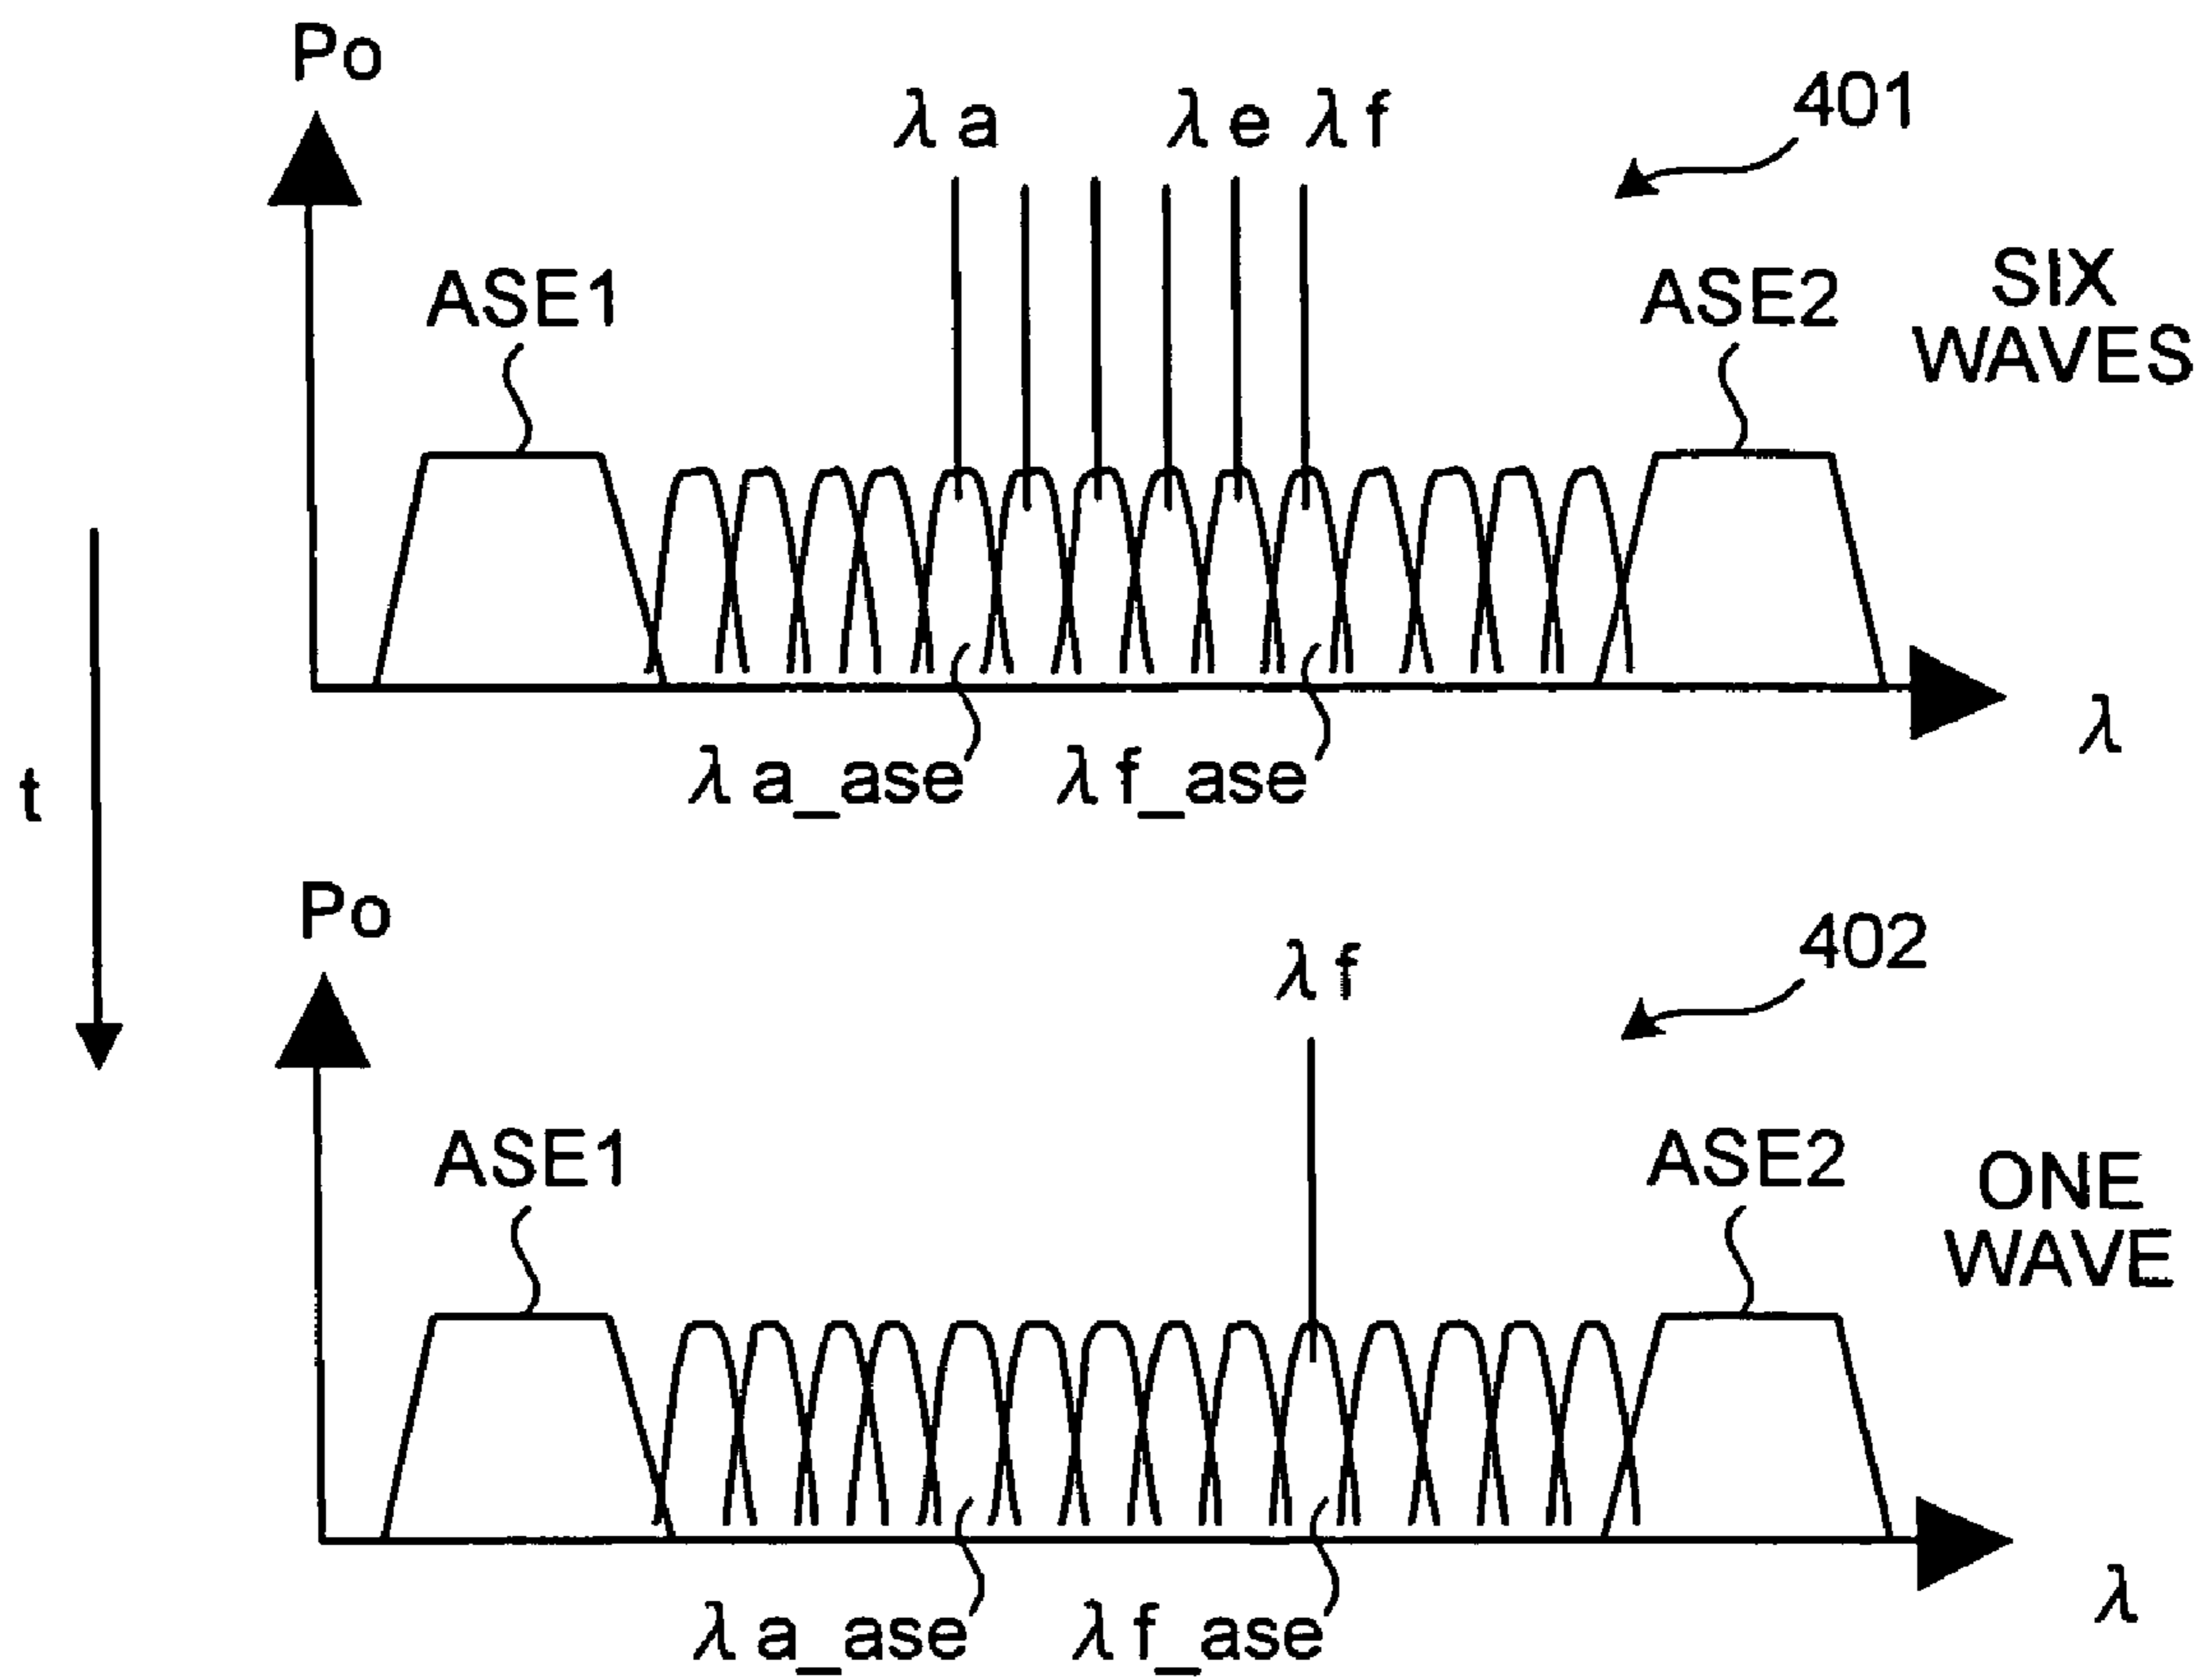 Po
λa λe λf
401
ASE1
ASE2
SIX
WAVES
λ
λa_ase λf_ase
t
Po
λf
402
ASE1
ASE2
ONE
WAVE
λ
λa_ase λf_ase